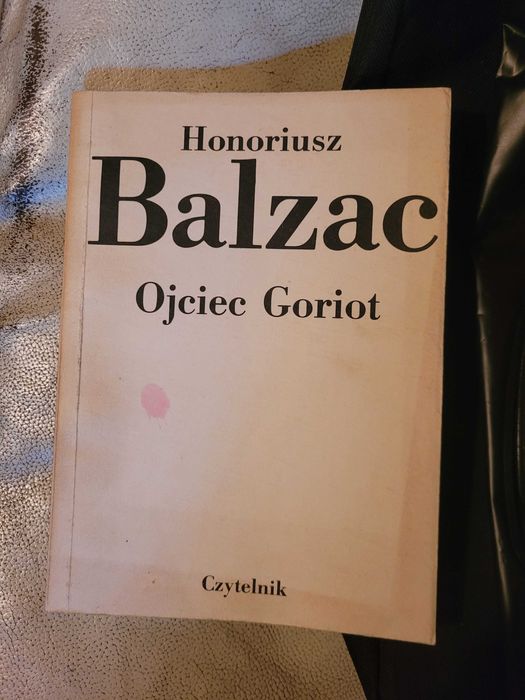 Honoriusz
Balzac
Ojciec Goriot
Czytelnik